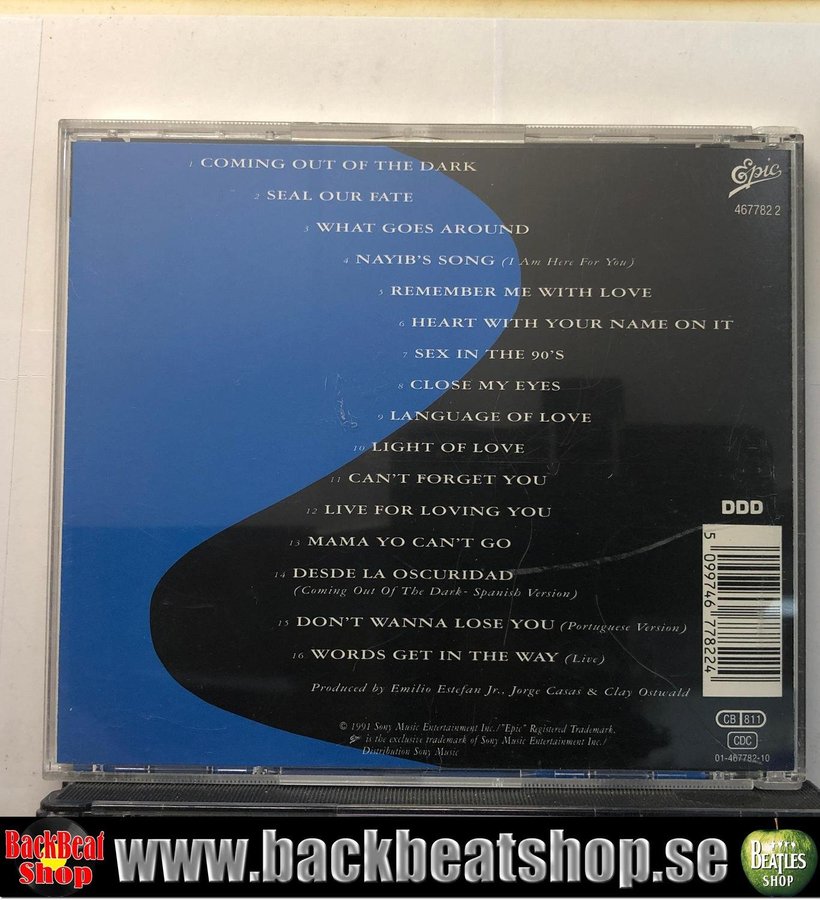 1 COMING OUT OF THE DARK
2 SEAL OUR FATE
3 WHAT GOES AROUND
4 NAYIB'S SONG (I Am Here For You)
5 REMEMBER ME WITH LOVE
6 HEART WITH YOUR NAME ON IT
7 SEX IN THE 90'S
8 CLOSE MY EYES
9 LANGUAGE OF LOVE
10 LIGHT OF LOVE
11 CAN'T FORGET YOU
12 LIVE FOR LOVING YOU
13 MAMA YO CAN'T GO
14 DESDE LA OSCURIDAD
(Coming Out Of The Dark- Spanish Version)
15 DON'T WANNA LOSE YOU (Portuguese Version)
16 WORDS GET IN THE WAY (Live)
Produced by Emilio Estefan Jr., Jorge Casas & Clay Ostwald
© 1991 Sony Music Entertainment Inc./"Epic" Registered Trademark.
Epic is the exclusive trademark of Sony Music Entertainment Inc./
Distribution Sony Music
Epic
467782 2
DDD
5 099746 778224
CB 811
CDC
01-467782-10
BackBeat
Shop
www.backbeatshop.se
BEATLES
SHOP